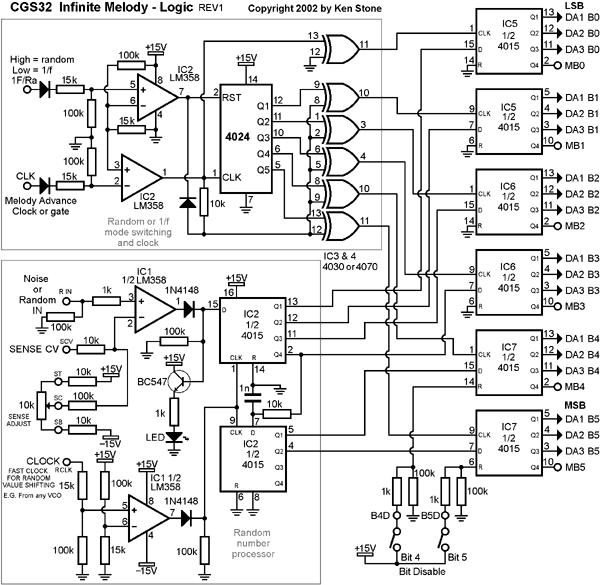 CGS32 Infinite Melody - Logic REV1
Copyright 2002 by Ken Stone
LSB
High = random
Low = 1/f
1F/Ra
15k
100k
+15V
IC2
LM358
8
5
6
7
4
15k
100k
100k
CLK
15k
Melody Advance
Clock or gate
3
2
1
IC2
LM358
10k
+15V
14
2
RST
4024
1
CLK
7
Q1
Q2
Q3
Q4
Q5
12
11
9
6
5
13
12
11
9
8
10
1
2
3
5
6
4
8
9
10
13
12
11
IC3 & 4
4030 or 4070
Random or 1/f
mode switching
and clock
IC5
1/2
4015
1
CLK
15
D
14
R
Q1
Q2
Q3
Q4
13
12
11
2
DA1 B0
DA2 B0
DA3 B0
MB0
IC5
1/2
4015
9
CLK
7
D
6
R
Q1
Q2
Q3
Q4
5
4
3
10
DA1 B1
DA2 B1
DA3 B1
MB1
IC6
1/2
4015
1
CLK
15
D
14
R
Q1
Q2
Q3
Q4
13
12
11
2
DA1 B2
DA2 B2
DA3 B2
MB2
IC6
1/2
4015
9
CLK
7
D
6
R
Q1
Q2
Q3
Q4
5
4
3
10
DA1 B3
DA2 B3
DA3 B3
MB3
IC7
1/2
4015
1
CLK
15
D
14
R
Q1
Q2
Q3
Q4
13
12
11
2
DA1 B4
DA2 B4
DA3 B4
MB4
MSB
IC7
1/2
4015
9
CLK
7
D
6
R
Q1
Q2
Q3
Q4
5
4
3
10
DA1 B5
DA2 B5
DA3 B5
MB5
Noise
or
Random
IN
R IN
100k
1k
IC1
1/2 LM358
3
2
1
1N4148
100k
SENSE CV
SCV
10k
ST
10k
+15V
SC
100k
SB
10k
–15V
10k
SENSE
ADJUST
+15V
BC547
1k
LED
+15V
16
15
D
IC2
1/2
4015
Q1
Q2
Q3
Q4
13
12
11
2
CLK
R
1
14
1n
10k
9
7
CLK
D
IC2
1/2
4015
Q1
Q2
5
4
R
6
8
CLOCK
RCLK
FAST CLOCK
FOR RANDOM
VALUE SHIFTING
E.G. From any VCO
15k
100k
+15V
100k
15k
+15V
IC1 1/2
LM358
8
5
6
7
4
–15V
1N4148
100k
Random
number
processor
1k
100k
B4D
1k
100k
B5D
+15V
Bit 4
+15V
Bit 5
Bit Disable